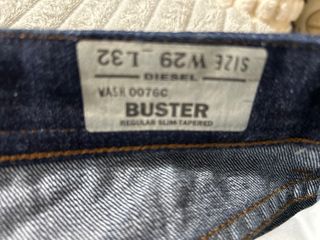 SIZE W29 L32
DIESEL
WASH 0076C
BUSTER
REGULAR SLIM-TAPERED